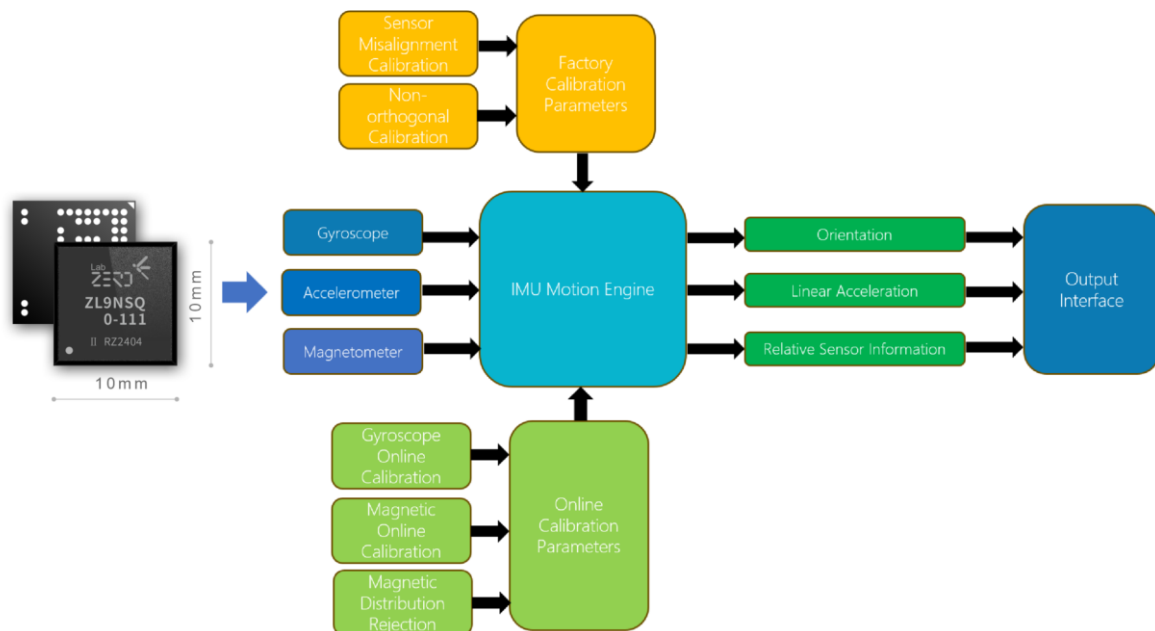 Sensor
Misalignment
Calibration
Non-
orthogonal
Calibration
Factory
Calibration
Parameters
Lab
ZERO
ZL9NSQ
0-111
II RZ2404
10mm
10mm
Gyroscope
Accelerometer
Magnetometer
IMU Motion Engine
Orientation
Linear Acceleration
Relative Sensor Information
Output
Interface
Gyroscope
Online
Calibration
Magnetic
Online
Calibration
Magnetic
Distribution
Rejection
Online
Calibration
Parameters